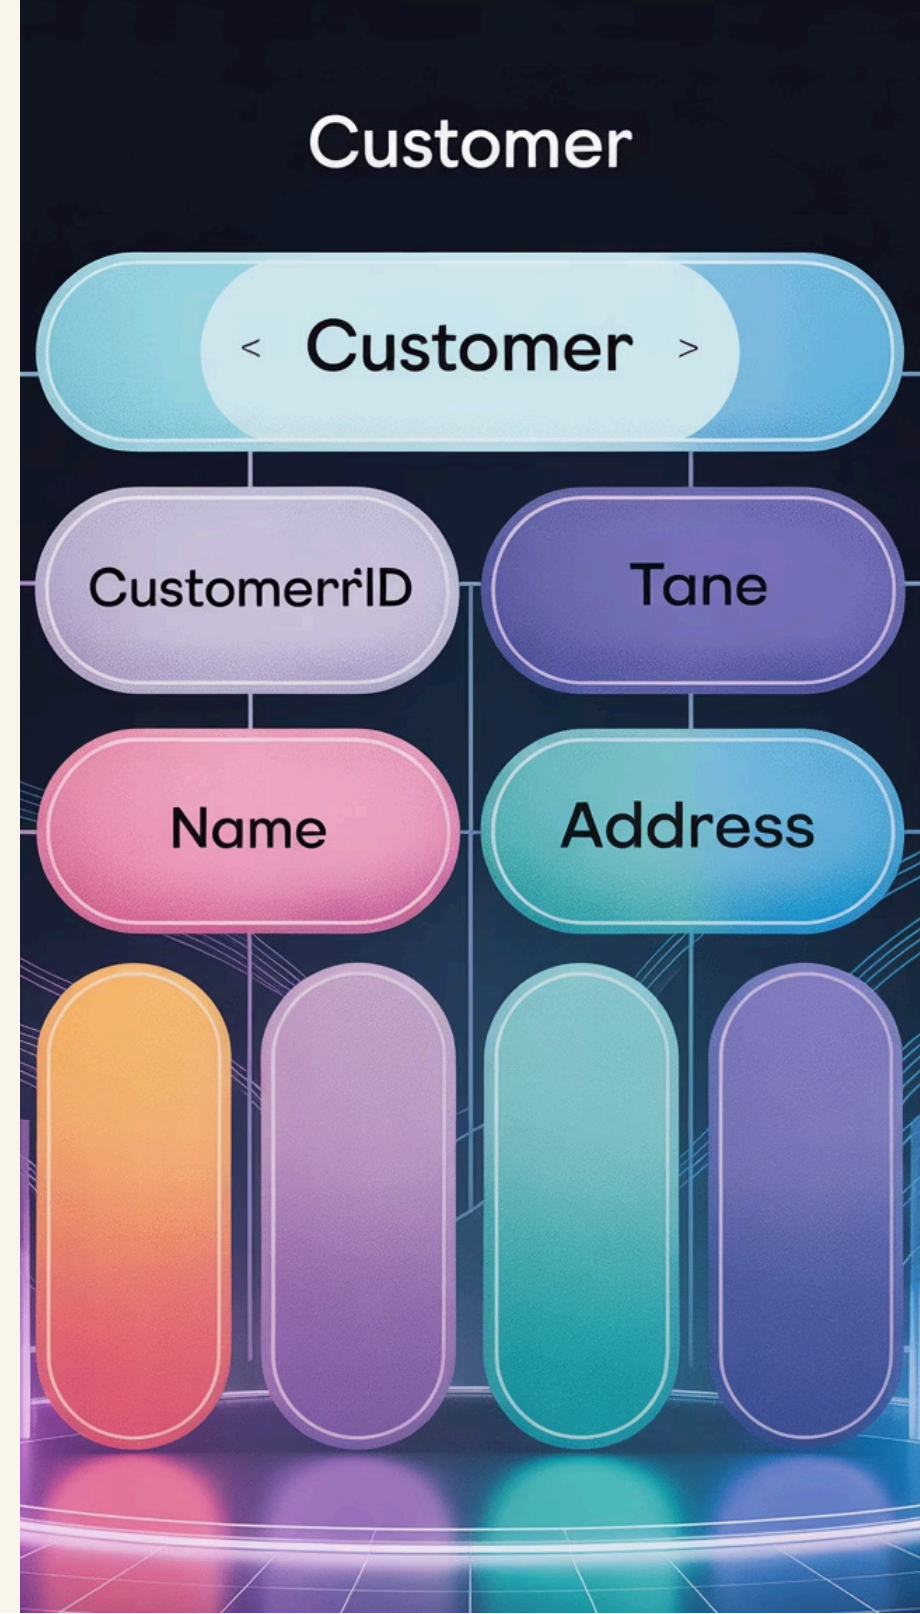 Customer
< Customer >
CustomerrID
Tane
Name
Address